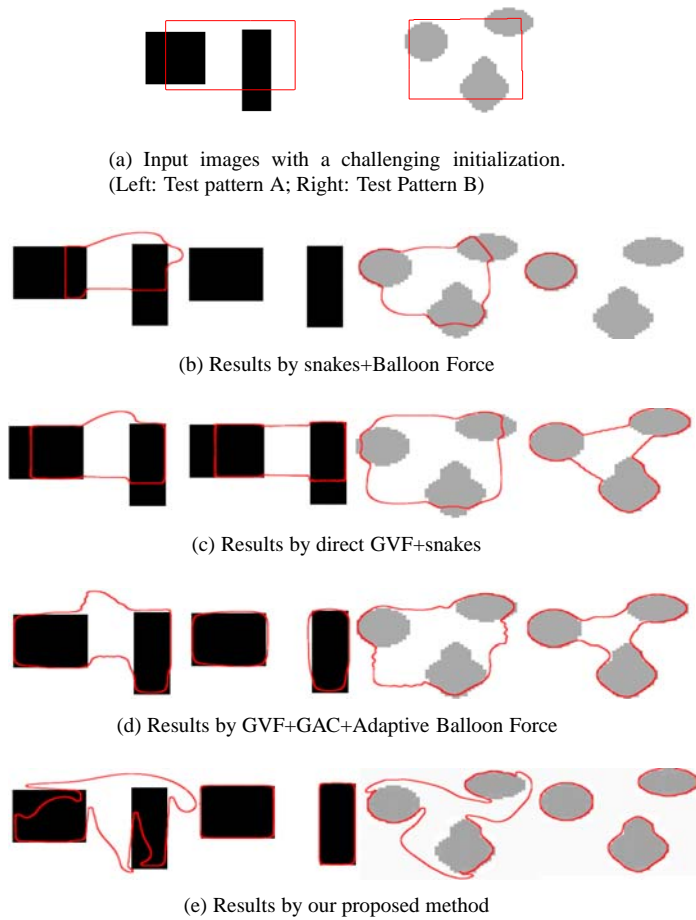 (a) Input images with a challenging initialization.
(Left: Test pattern A; Right: Test Pattern B)
(b) Results by snakes+Balloon Force
(c) Results by direct GVF+snakes
(d) Results by GVF+GAC+Adaptive Balloon Force
(e) Results by our proposed method